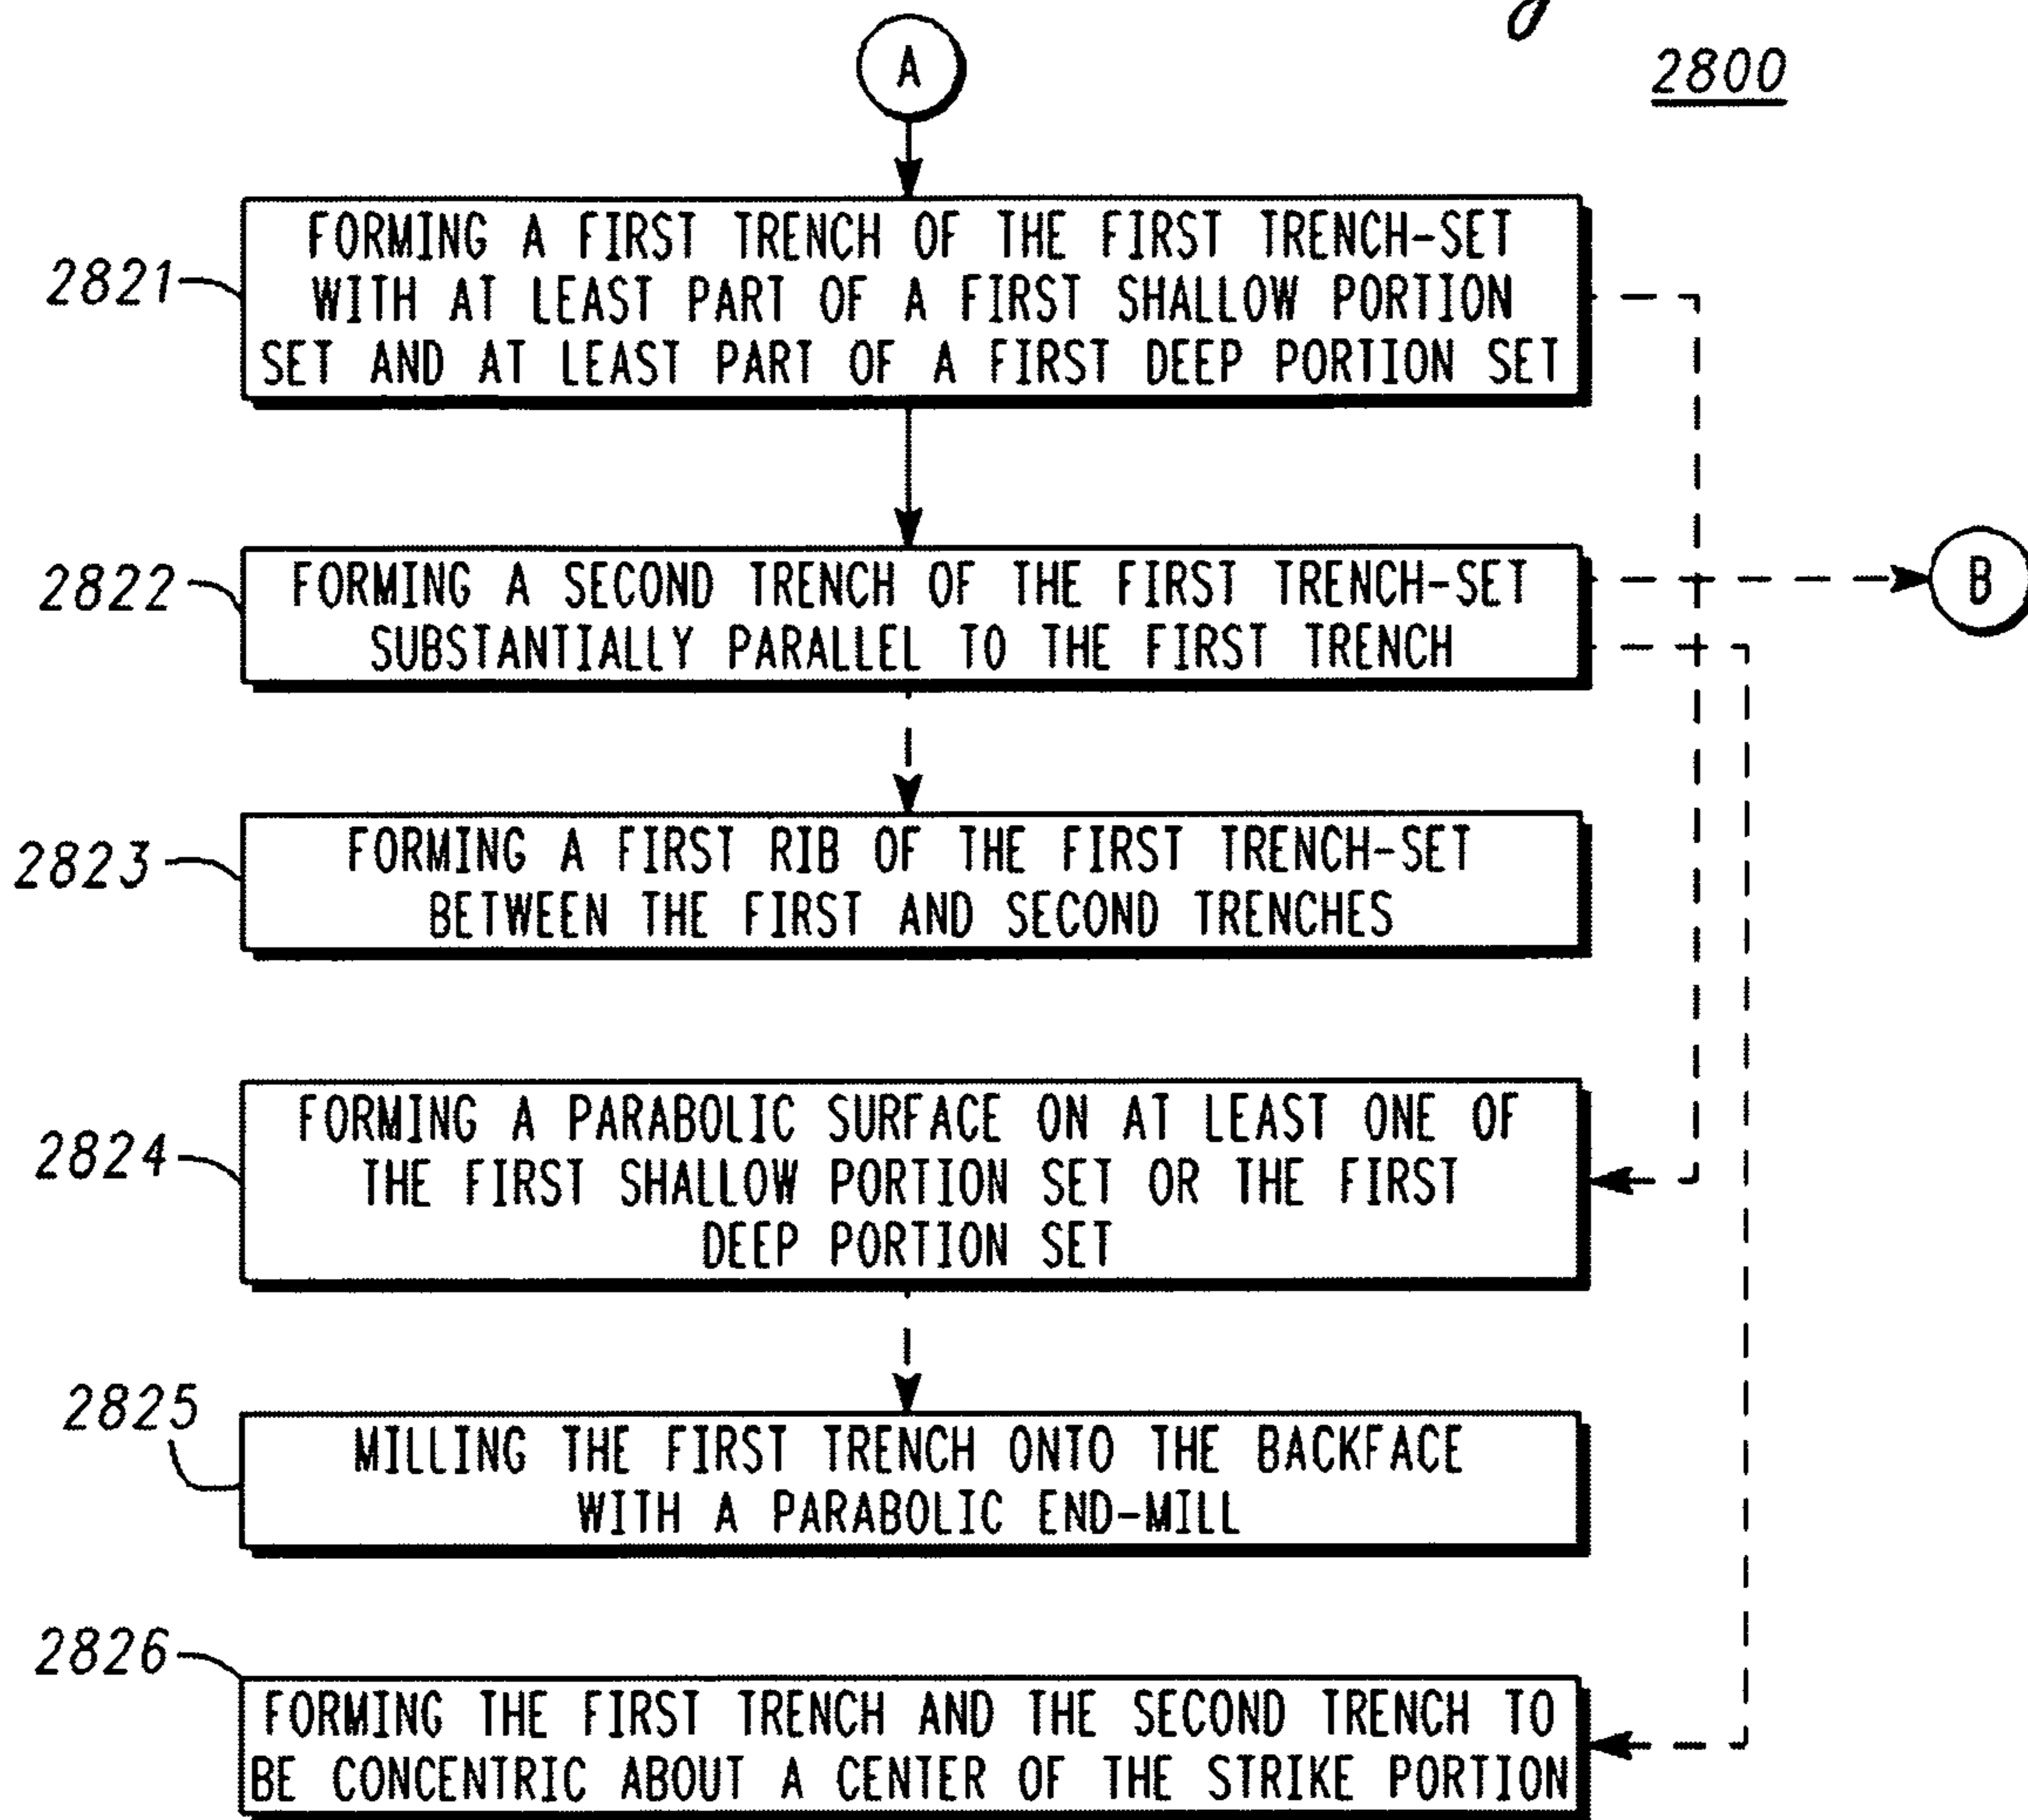 2800
A
2821
FORMING A FIRST TRENCH OF THE FIRST TRENCH-SET
WITH AT LEAST PART OF A FIRST SHALLOW PORTION
SET AND AT LEAST PART OF A FIRST DEEP PORTION SET
2822
FORMING A SECOND TRENCH OF THE FIRST TRENCH-SET
SUBSTANTIALLY PARALLEL TO THE FIRST TRENCH
B
2823
FORMING A FIRST RIB OF THE FIRST TRENCH-SET
BETWEEN THE FIRST AND SECOND TRENCHES
2824
FORMING A PARABOLIC SURFACE ON AT LEAST ONE OF
THE FIRST SHALLOW PORTION SET OR THE FIRST
DEEP PORTION SET
2825
MILLING THE FIRST TRENCH ONTO THE BACKFACE
WITH A PARABOLIC END-MILL
2826
FORMING THE FIRST TRENCH AND THE SECOND TRENCH TO
BE CONCENTRIC ABOUT A CENTER OF THE STRIKE PORTION